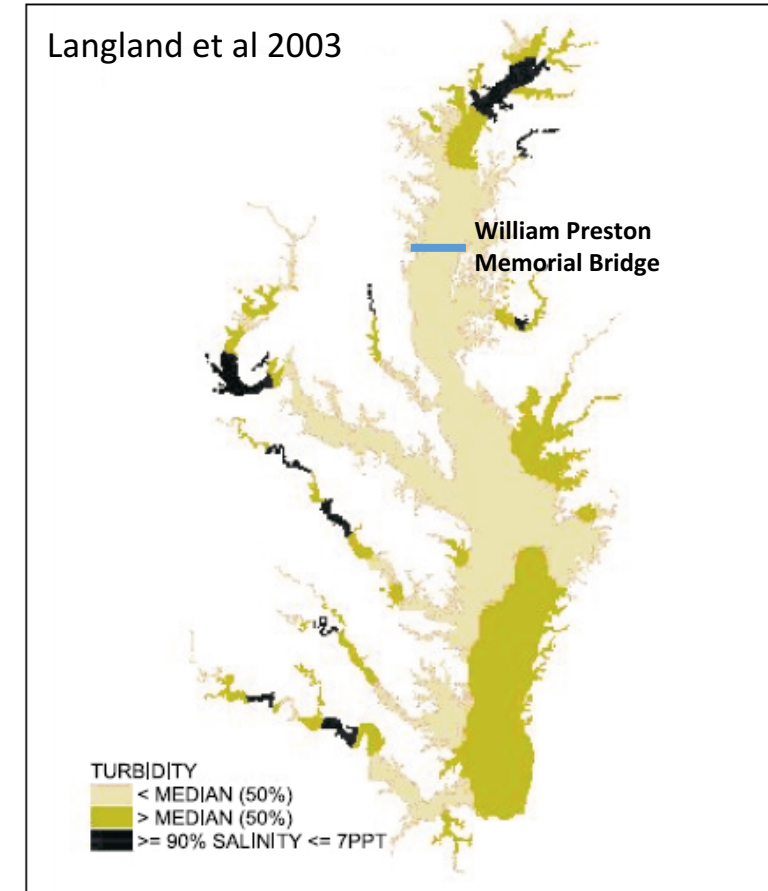 Langland et al 2003
William Preston
Memorial Bridge
TURBIDITY
< MEDIAN (50%)
> MEDIAN (50%)
>= 90% SALINITY <= 7PPT